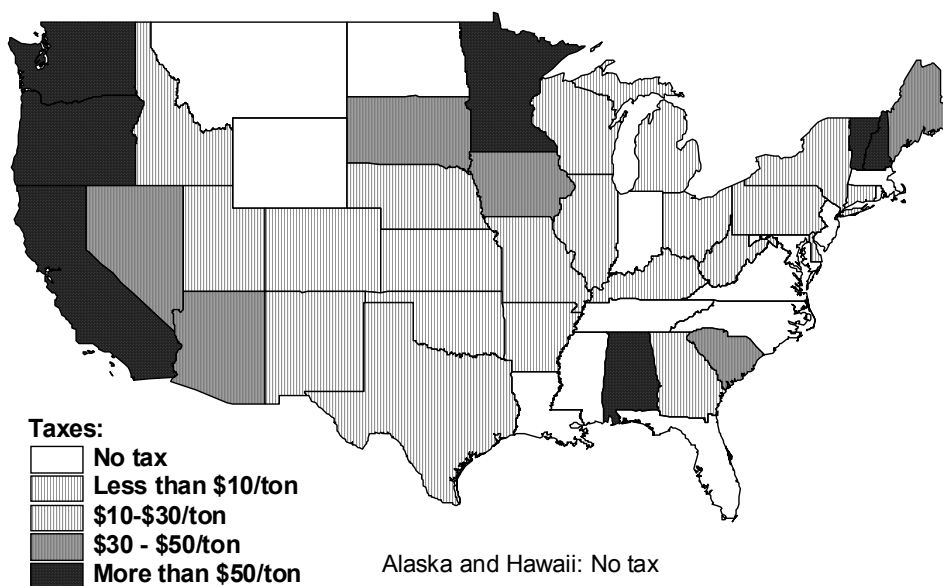 Taxes:
No tax
Less than $10/ton
$10-$30/ton
$30 - $50/ton
More than $50/ton
Alaska and Hawaii: No tax